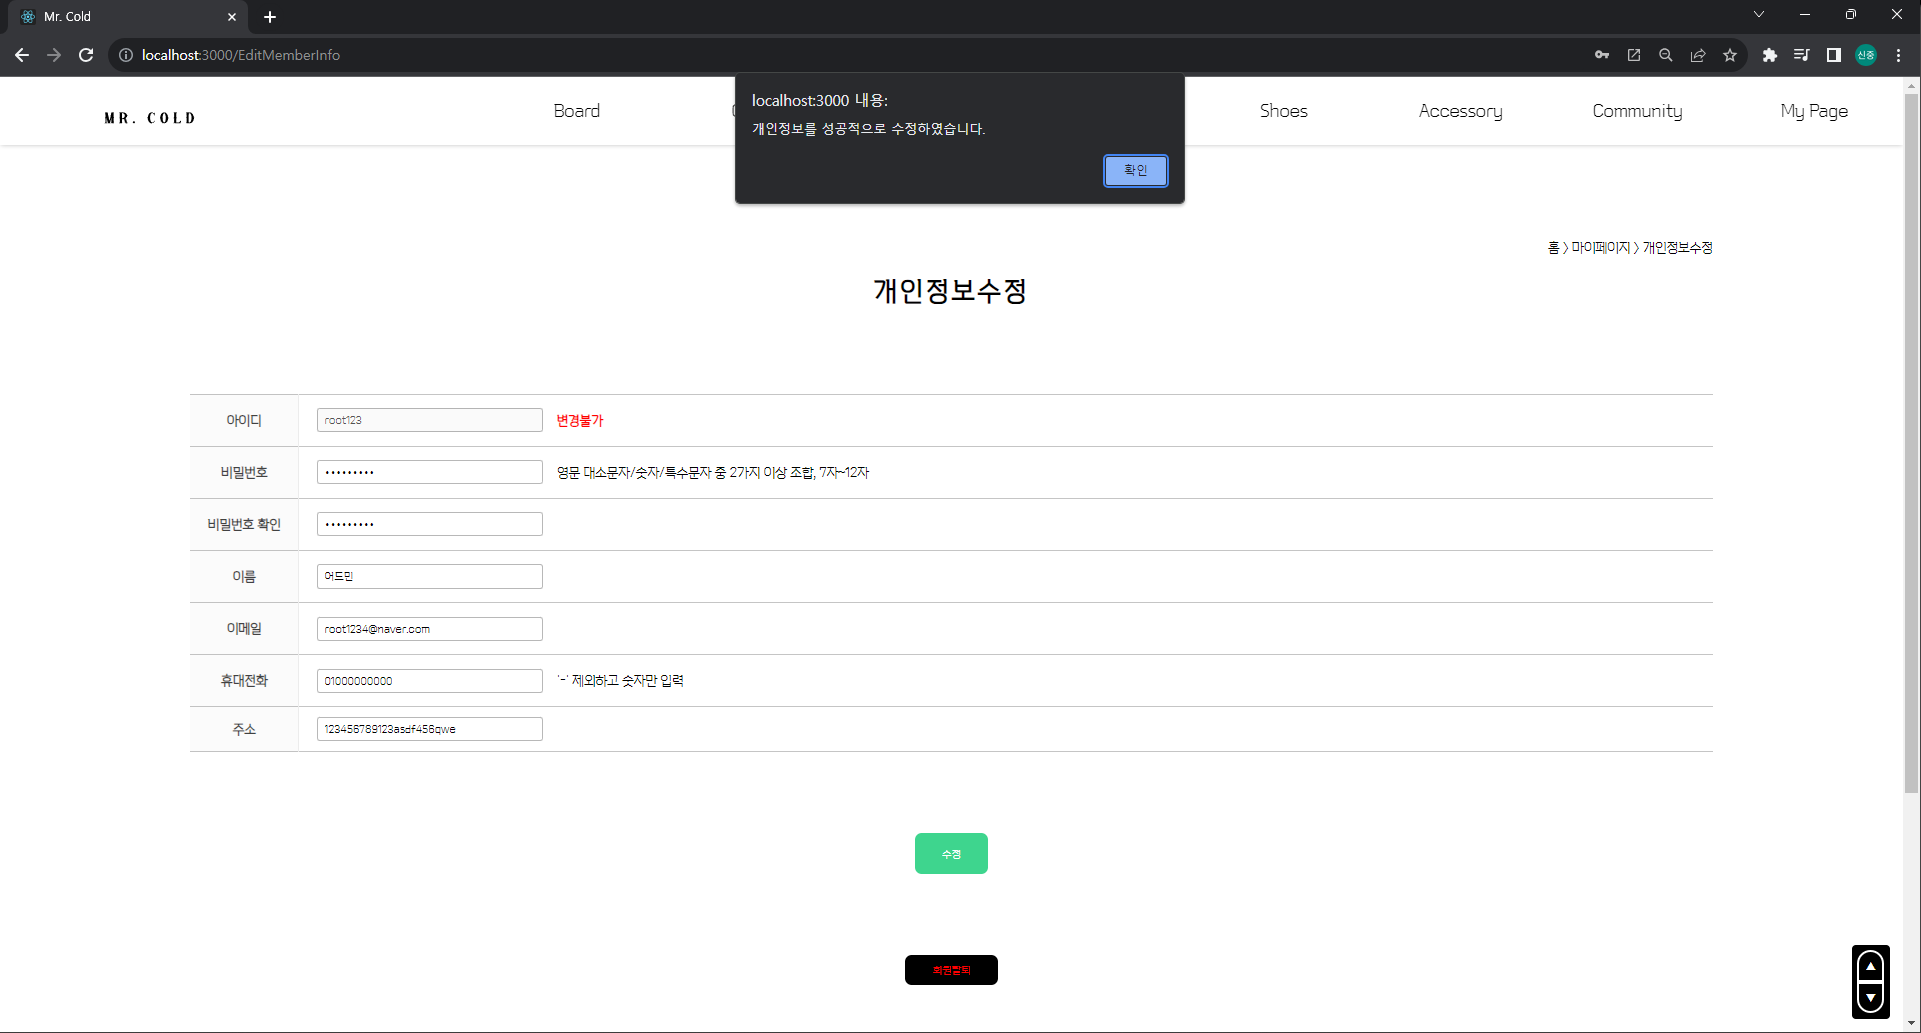 Mr. Cold
localhost:3000/EditMemberInfo
신중
localhost:3000 내용:
개인정보를 성공적으로 수정하였습니다.
확인
MR. COLD
Board
Shoes
Accessory
Community
My Page
홈 > 마이페이지 > 개인정보수정
개인정보수정
아이디 root123 변경불가
비밀번호 ••••••••• 영문 대소문자/숫자/특수문자 중 2가지 이상 조합, 7자~12자
비밀번호 확인 •••••••••
이름 어드민
이메일 root1234@naver.com
휴대전화 01000000000 '-' 제외하고 숫자만 입력
주소 123456789123asdf456qwe
수정
회원탈퇴